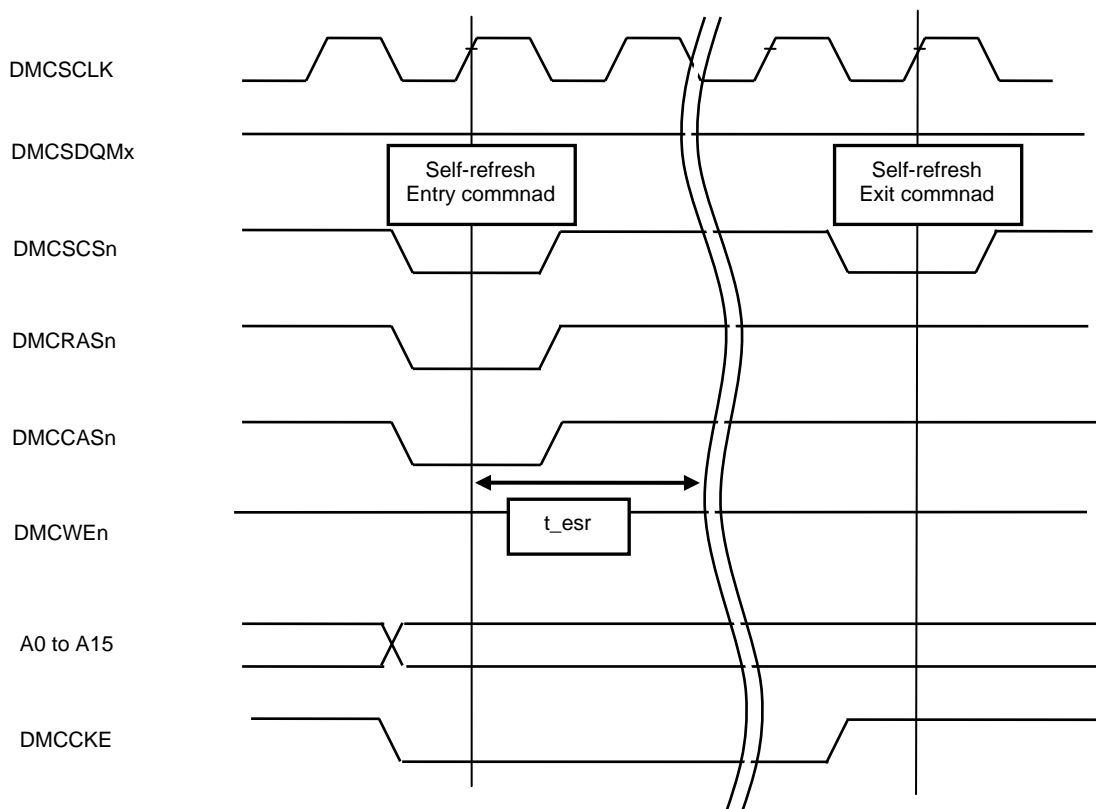 DMCSCLK
DMCSDQMx
Self-refresh
Entry commnad
Self-refresh
Exit commnad
DMCSCSn
DMCRASn
DMCCASn
DMCWEn
t_esr
A0 to A15
DMCCKE